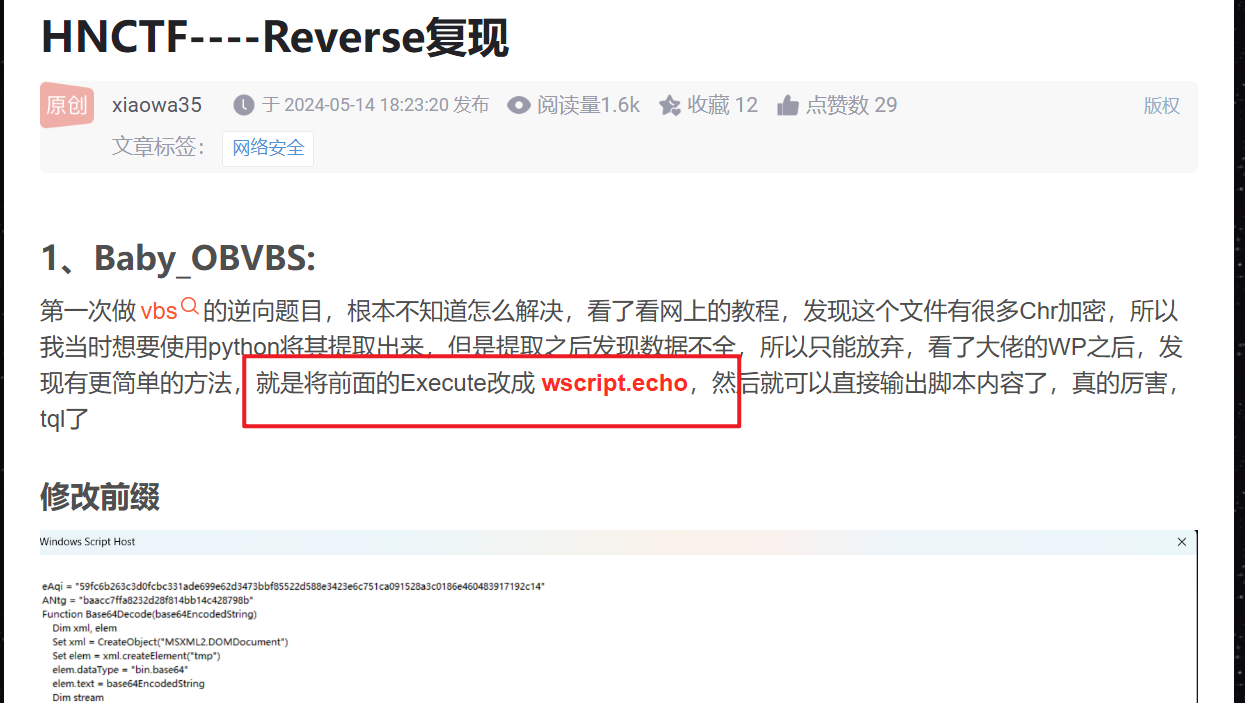 HNCTF----Reverse复现
原创 xiaowa35 于 2024-05-14 18:23:20 发布 阅读量1.6k 收藏 12 点赞数 29 版权
文章标签： 网络安全
1、Baby_OBVBS:
第一次做 vbs 的逆向题目，根本不知道怎么解决，看了看网上的教程，发现这个文件有很多Chr加密，所以
我当时想要使用python将其提取出来，但是提取之后发现数据不全，所以只能放弃，看了大佬的WP之后，发
现有更简单的方法，就是将前面的Execute改成 wscript.echo，然后就可以直接输出脚本内容了，真的厉害，
tql了
修改前缀
Windows Script Host
eAqi = "59fc6b263c3d0fcbc331ade699e62d3473bbf85522d588e3423e6c751ca091528a3c0186e460483917192c14"
ANtg = "baacc7ffa8232d28f814bb14c428798b"
Function Base64Decode(base64EncodedString)
Dim xml, elem
Set xml = CreateObject("MSXML2.DOMDocument")
Set elem = xml.createElement("tmp")
elem.dataType = "bin.base64"
elem.text = base64EncodedString
Dim stream